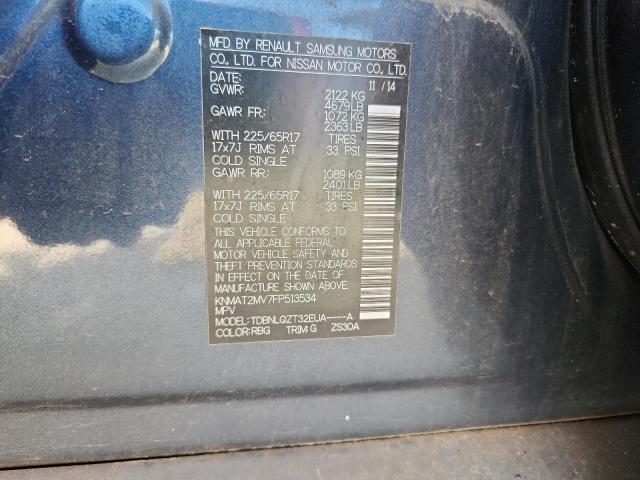 MFD BY RENAULT SAMSUNG MOTORS
CO., LTD. FOR NISSAN MOTOR CO., LTD.
DATE: 11 / 14
GVWR: 2122 KG
4679 LB
GAWR FR: 1072 KG
2363 LB
WITH 225/65R17 TIRES
17x7J RIMS AT 33 PSI
COLD SINGLE
GAWR RR: 1089 KG
2401 LB
WITH 225/65R17 TIRES
17x7J RIMS AT 33 PSI
COLD SINGLE
THIS VEHICLE CONFORMS TO
ALL APPLICABLE FEDERAL
MOTOR VEHICLE SAFETY AND
THEFT PREVENTION STANDARDS
IN EFFECT ON THE DATE OF
MANUFACTURE SHOWN ABOVE.
KNMAT2MV7FP513534
MPV
MODEL: TDBNLQZT32EUA----A
COLOR: RBG TRIM G ZS30A